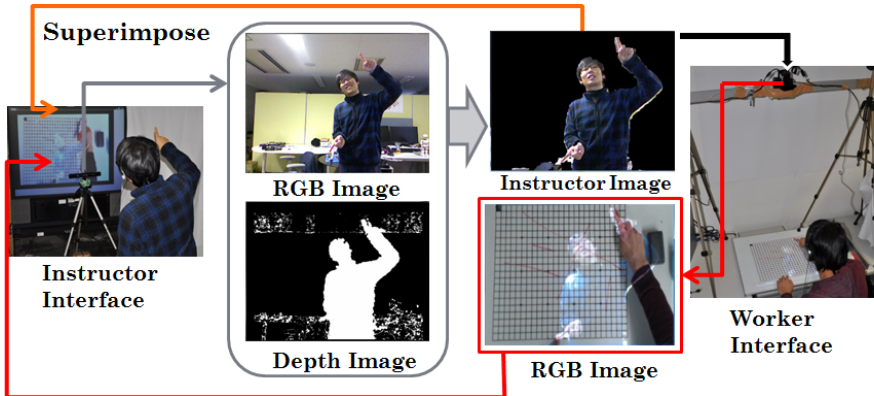 Superimpose
RGB Image
Instructor Image
Instructor
Interface
Depth Image
RGB Image
Worker
Interface